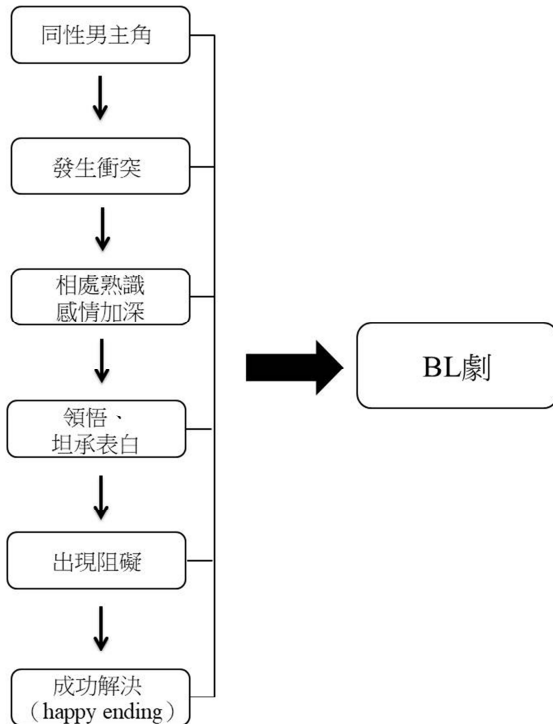 同性男主角
發生衝突
相處熟識
感情加深
領悟、
坦承表白
出現阻礙
成功解決
（happy ending）
BL劇